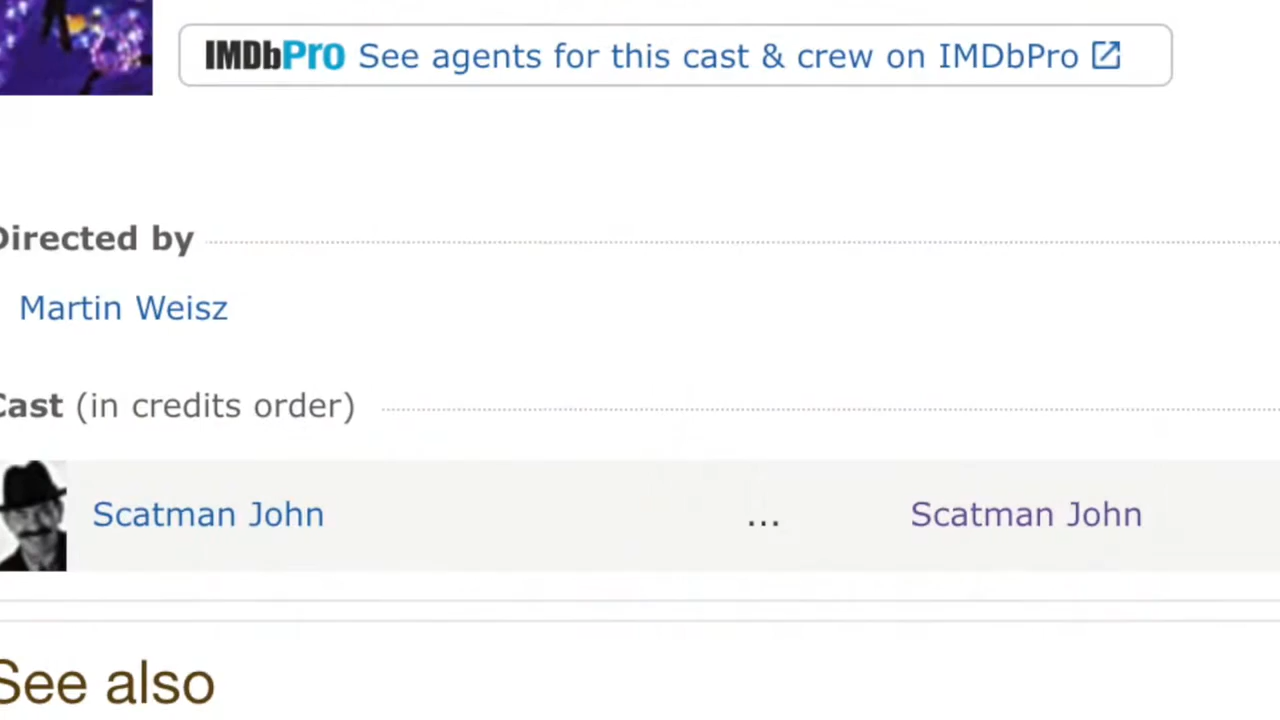 IMDbPro See agents for this cast & crew on IMDbPro
Directed by
Martin Weisz
Cast (in credits order)
Scatman John ... Scatman John
See also